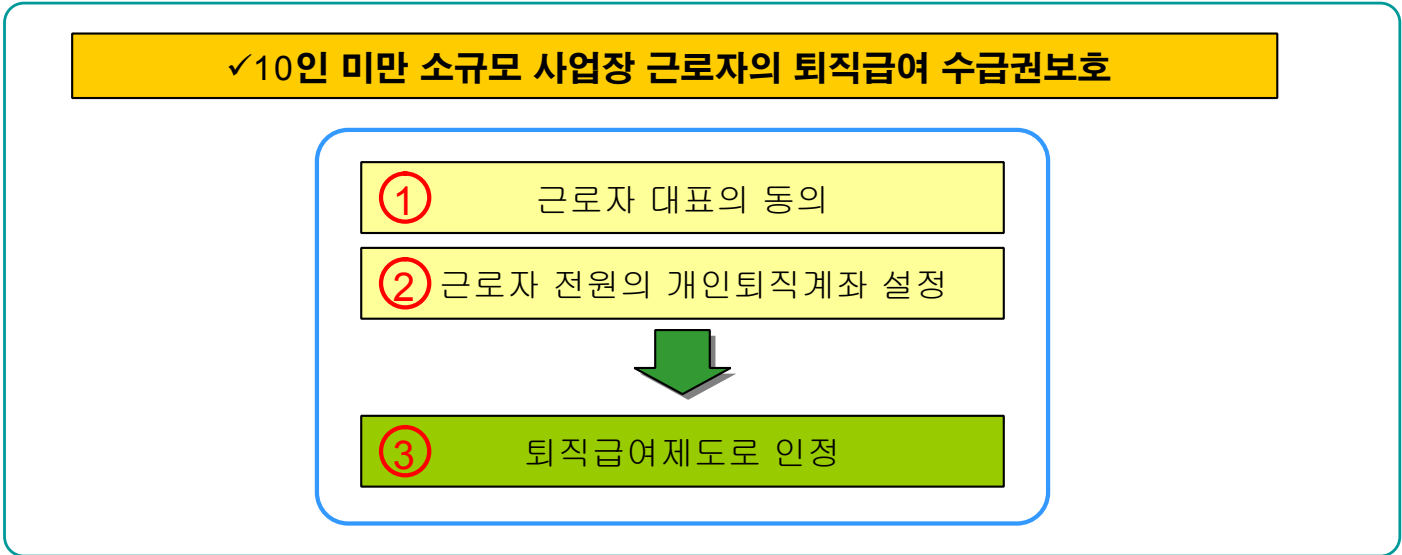 ✓10인 미만 소규모 사업장 근로자의 퇴직급여 수급권보호
① 근로자 대표의 동의
② 근로자 전원의 개인퇴직계좌 설정
③ 퇴직급여제도로 인정